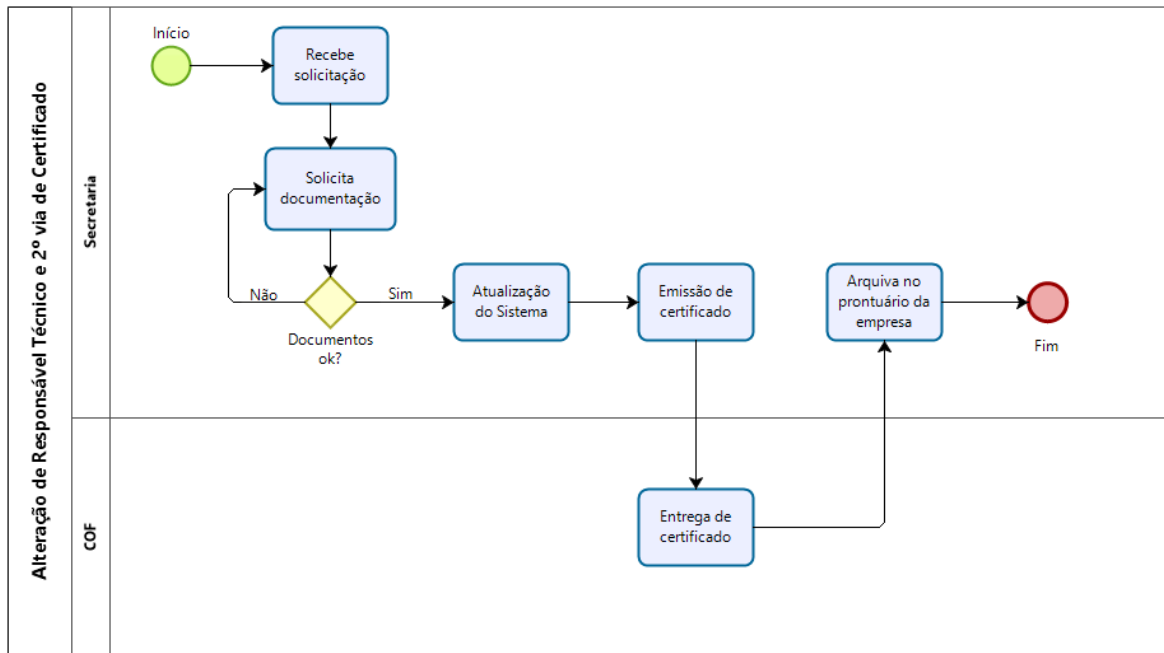 Alteração de Responsável Técnico e 2º via de Certificado
Secretaria
Início
Recebe
solicitação
Solicita
documentação
Não
Documentos
ok?
Sim
Atualização
do Sistema
Emissão de
certificado
Arquiva no
prontuário da
empresa
Fim
COF
Entrega de
certificado